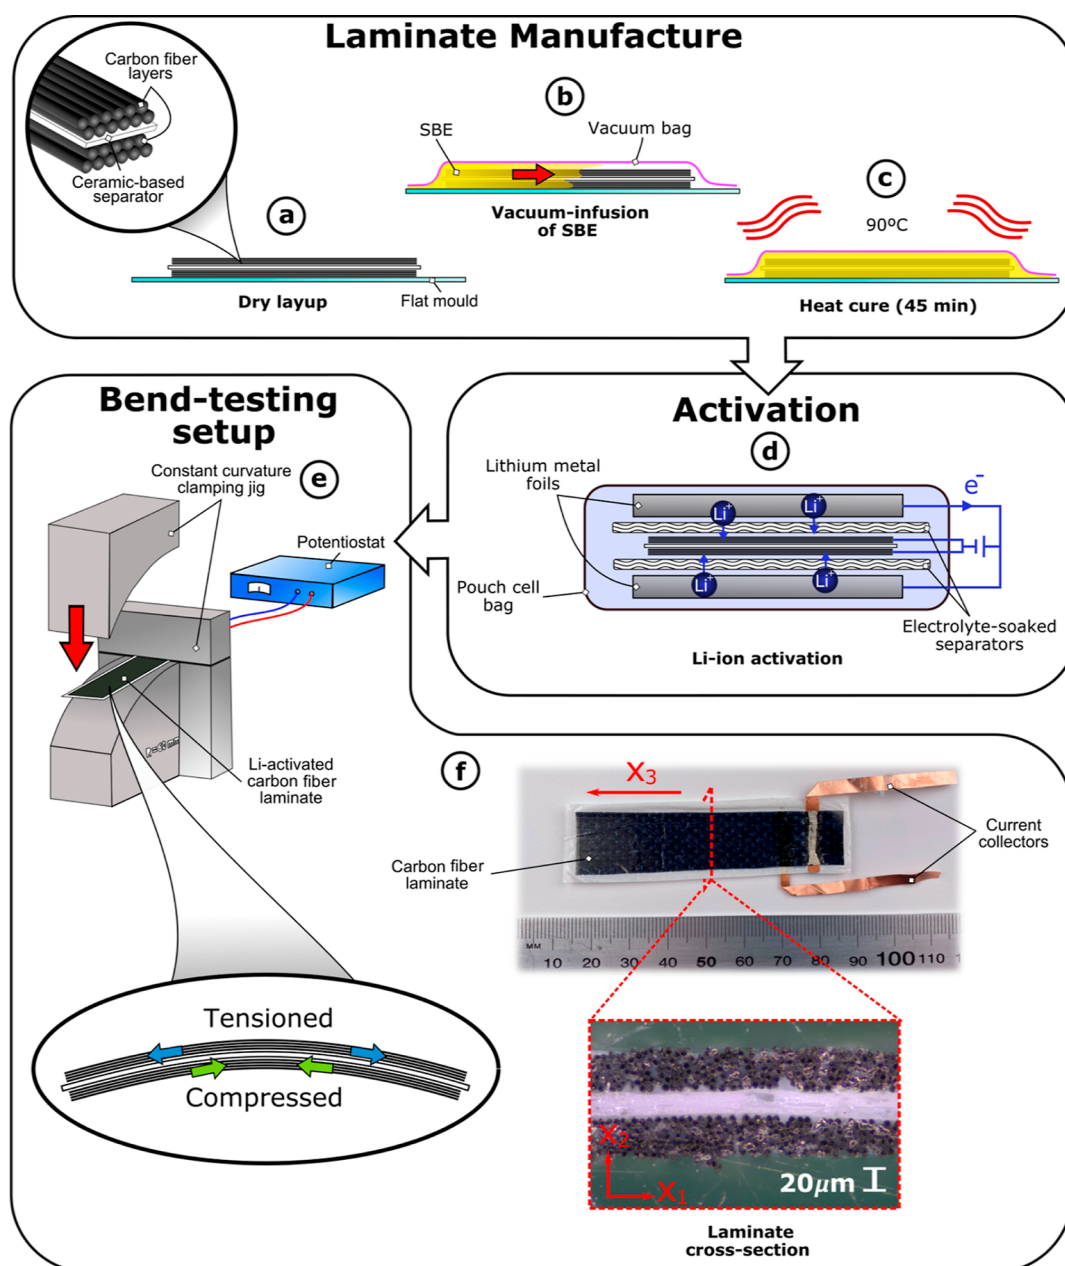 Laminate Manufacture
Carbon fiber
layers
Ceramic-based
separator
a
Dry layup
Flat mould
b
SBE
Vacuum bag
Vacuum-infusion
of SBE
c
90ºC
Heat cure (45 min)
Activation
d
Lithium metal
foils
e-
Li+
Li+
Li+
Li+
Pouch cell
bag
Electrolyte-soaked
separators
Li-ion activation
Bend-testing
setup
e
Constant curvature
clamping jig
Potentiostat
Li-activated
carbon fiber
laminate
Tensioned
Compressed
f
X3
Carbon fiber
laminate
Current
collectors
MM
10 20 30 40 50 60 70 80 90 100 110
X2
X1
20μm
Laminate
cross-section